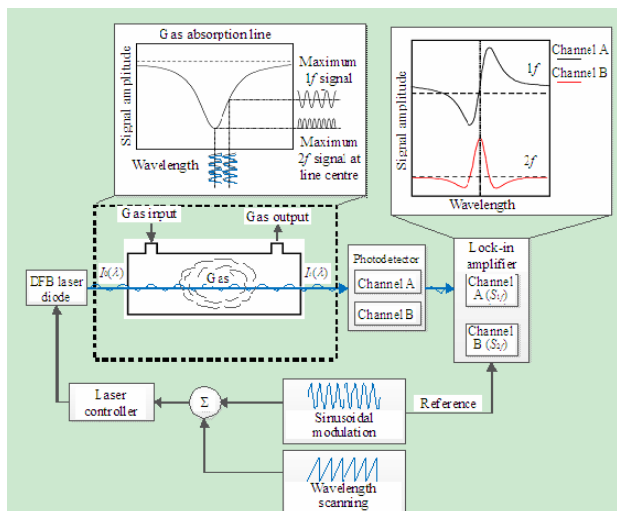 Gas absorption line
Signal amplitude
Wavelength
Maximum
1f signal
Maximum
2f signal at
line centre
Channel A
Channel B
1f
2f
Signal amplitude
Wavelength
Gas input
Gas output
I₀(λ)
Gas
Iₜ(λ)
DFB laser
diode
Photodetector
Channel A
Channel B
Lock-in
amplifier
Channel
A (S₁f)
Channel
B (S₂f)
Laser
controller
Σ
Sinusoidal
modulation
Reference
Wavelength
scanning